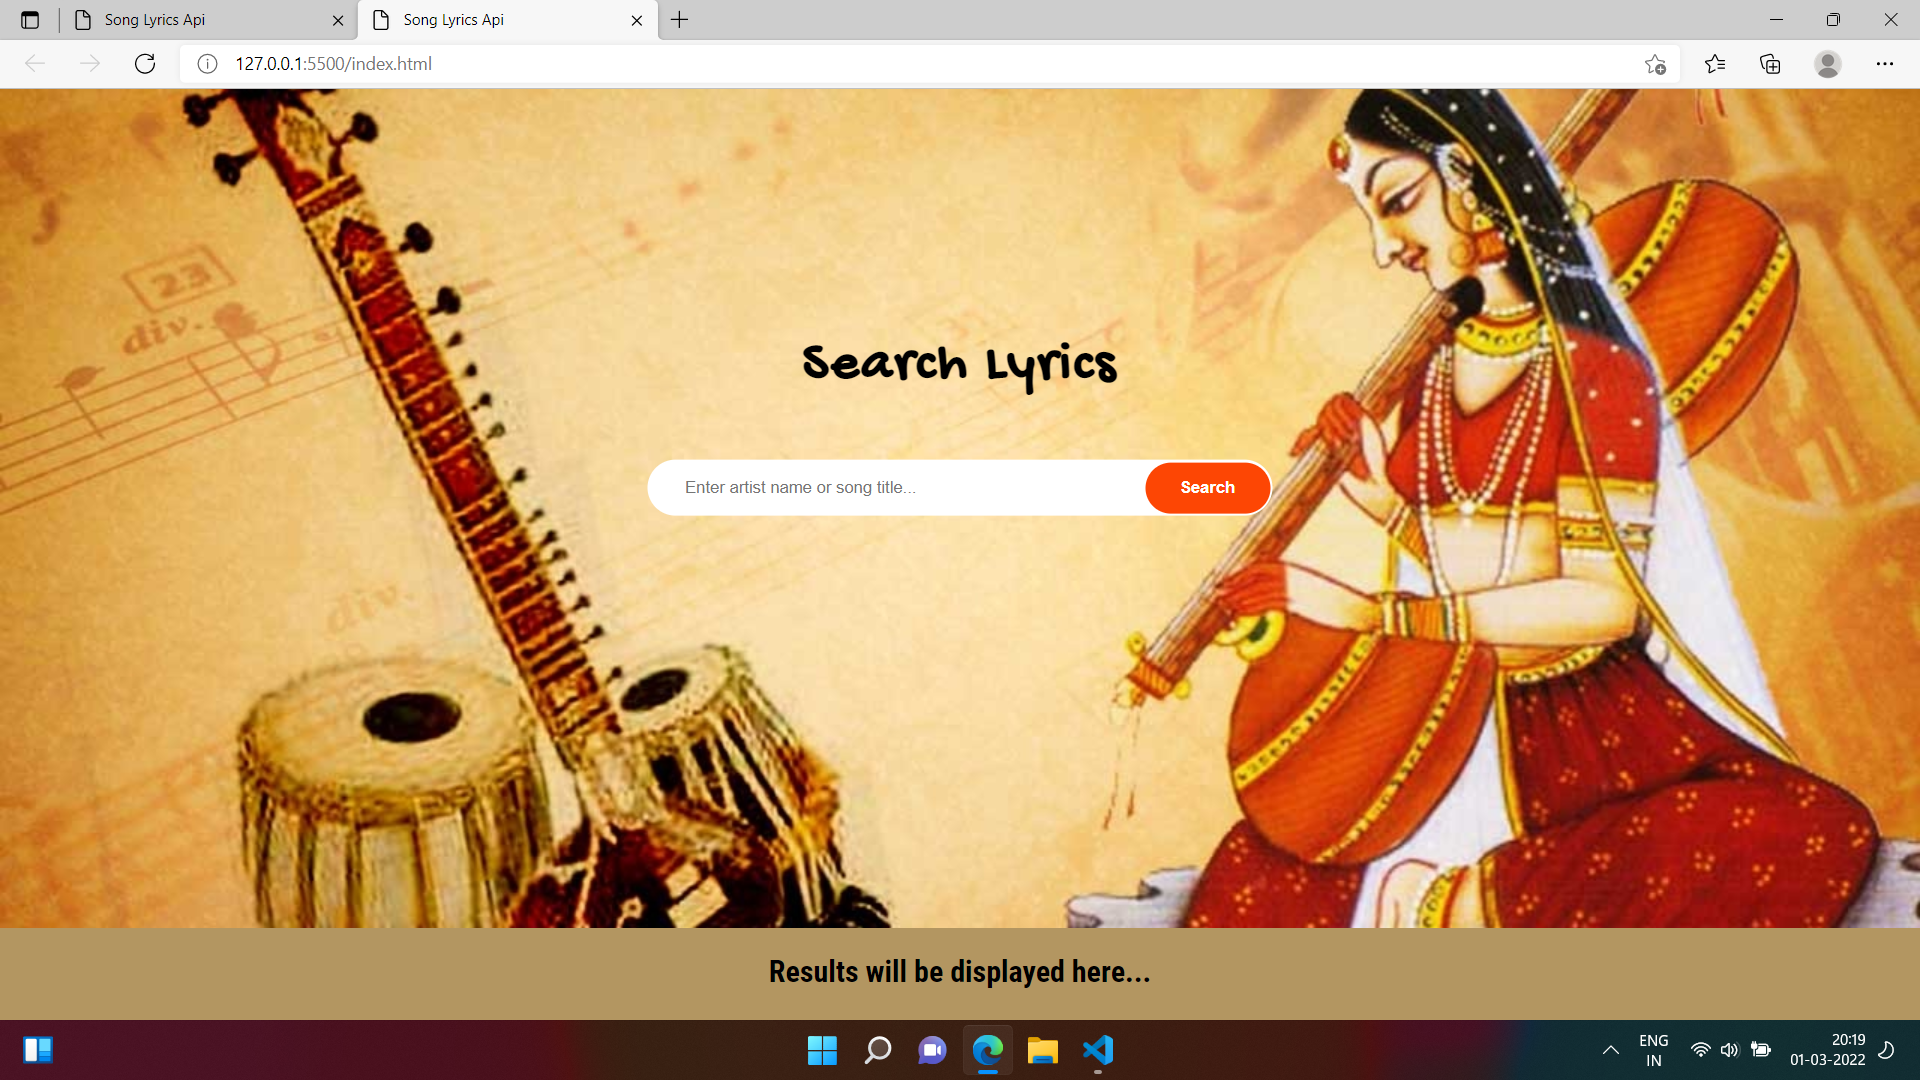 Song Lyrics Api
Song Lyrics Api
127.0.0.1:5500/index.html
23
div.
Search Lyrics
Enter artist name or song title...
Search
div.
Results will be displayed here...
ENG
IN
20:19
01-03-2022